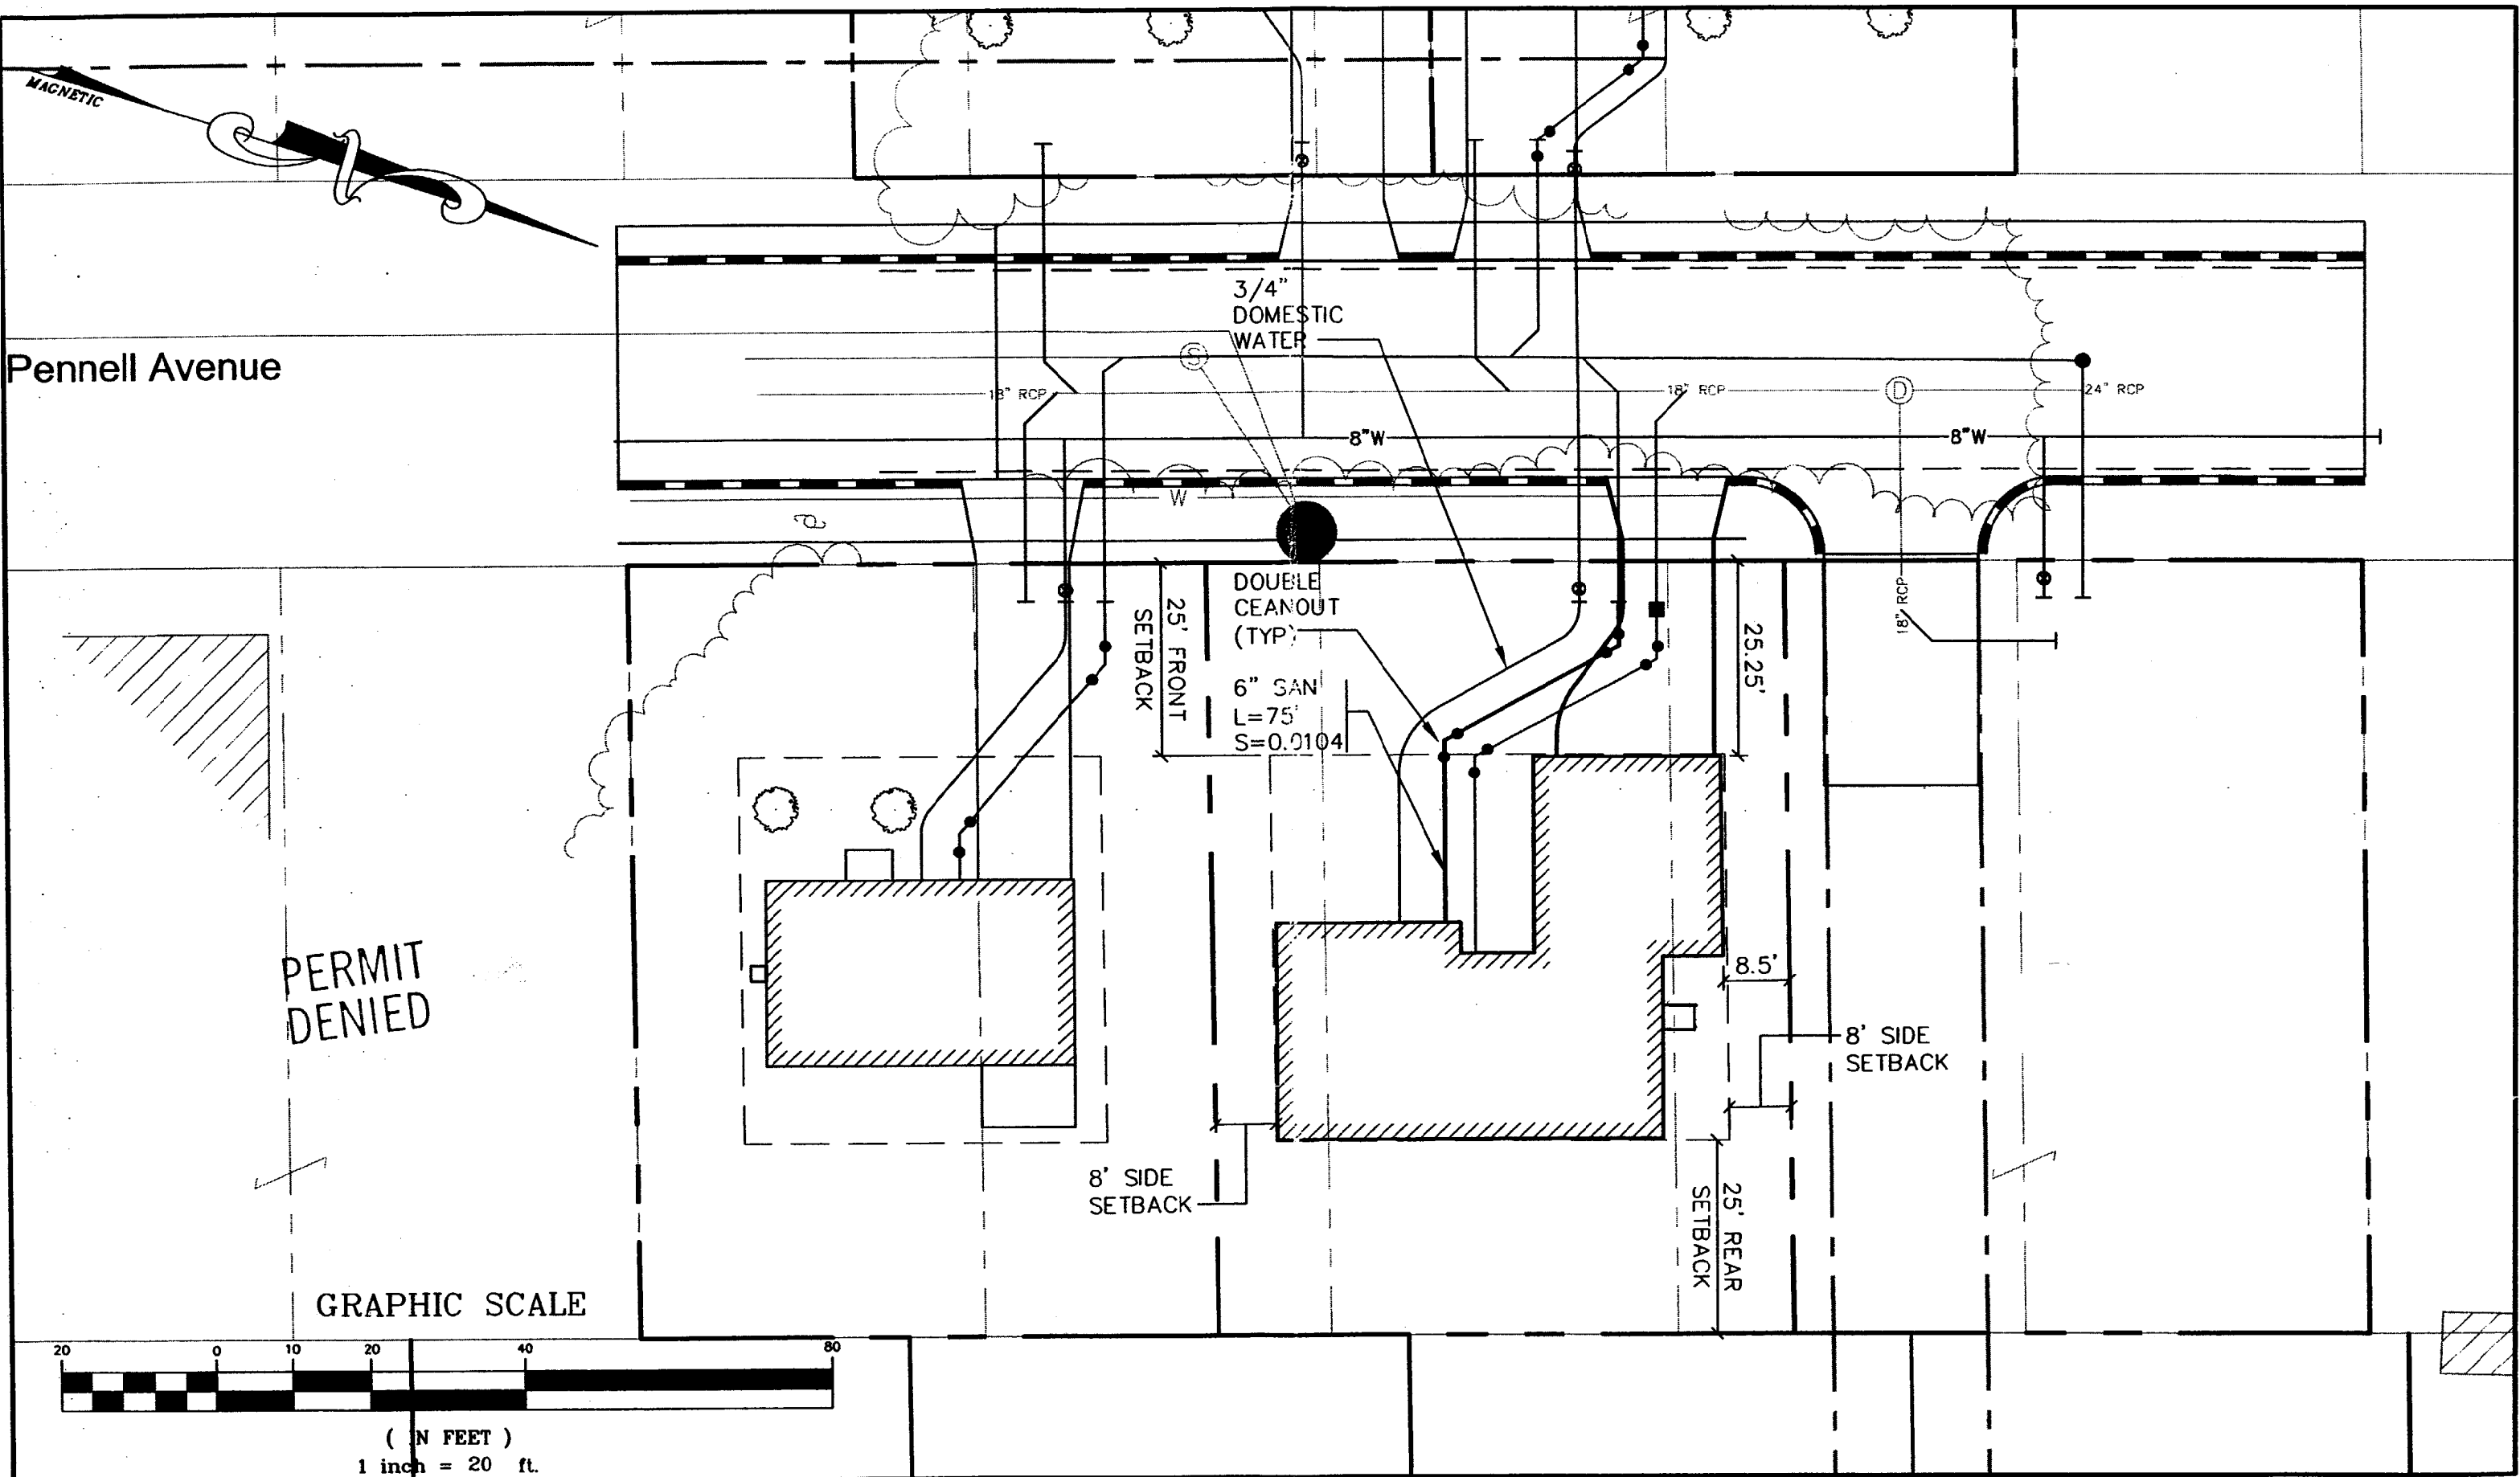 MAGNETIC
3/4"
DOMESTIC
WATER
Pennell Avenue
S
18" RCP
18" RCP
D
24" RCP
8"W
8"W
W
DOUBLE
CEANOUT
(TYP)
25' FRONT
SETBACK
25.25'
18" RCP
6" SAN
L=75'
S=0.0104
PERMIT
DENIED
8.5'
8' SIDE
SETBACK
8' SIDE
SETBACK
25' REAR
SETBACK
GRAPHIC SCALE
20 0 10 20 40 80
( IN FEET )
1 inch = 20 ft.